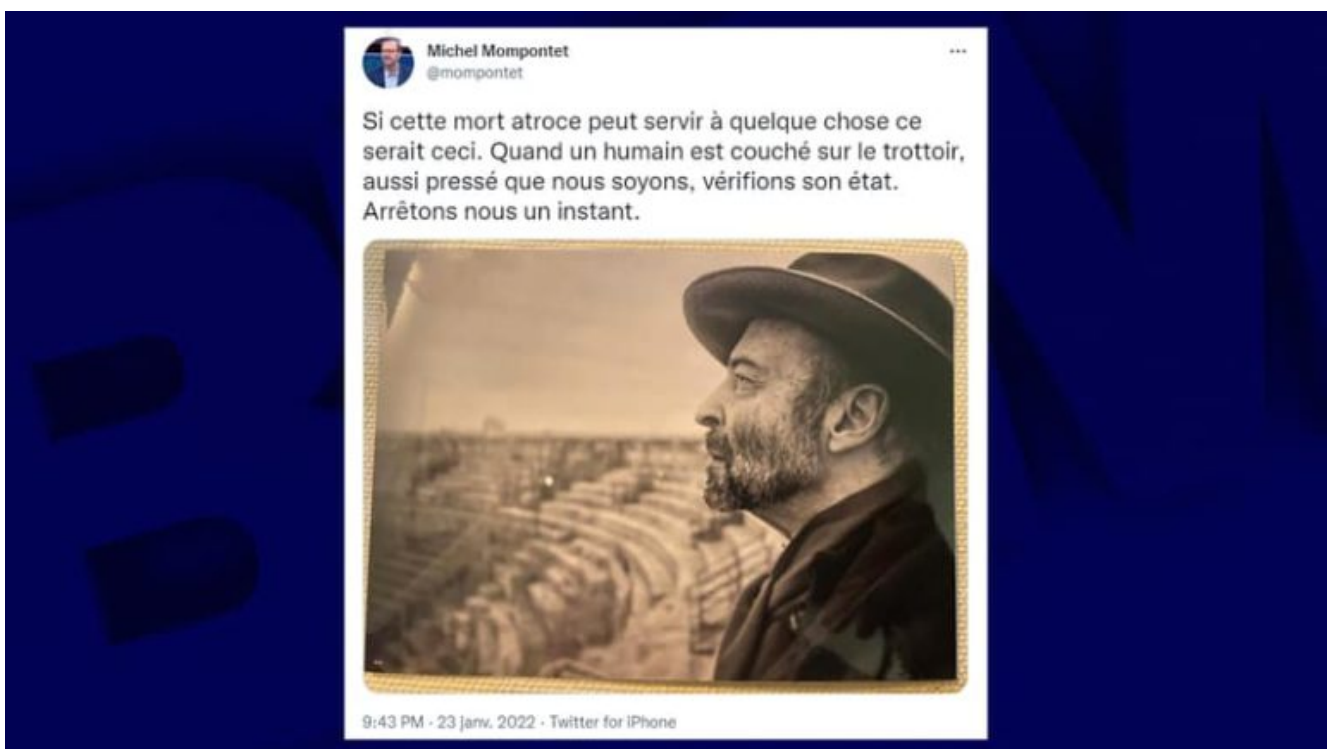 Michel Mompontet
@mompontet
Si cette mort atroce peut servir à quelque chose ce
serait ceci. Quand un humain est couché sur le trottoir,
aussi pressé que nous soyons, vérifions son état.
Arrêtons nous un instant.
9:43 PM · 23 janv. 2022 · Twitter for iPhone